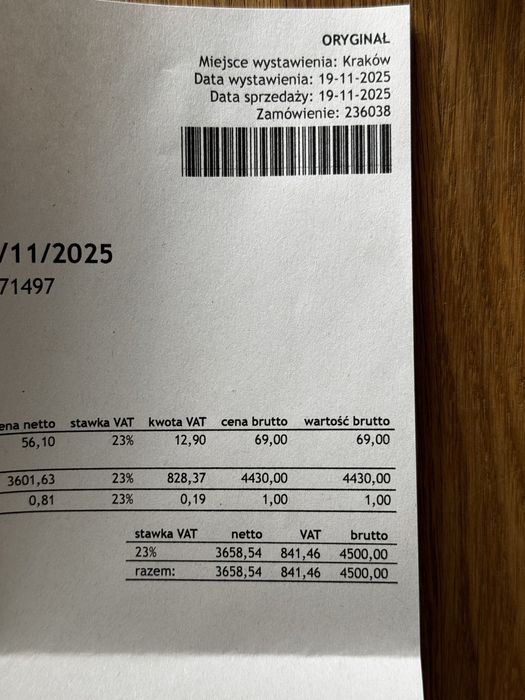 ORYGINAŁ
Miejsce wystawienia: Kraków
Data wystawienia: 19-11-2025
Data sprzedaży: 19-11-2025
Zamówienie: 236038
/11/2025
71497
ena netto stawka VAT kwota VAT cena brutto wartość brutto
56,10 23% 12,90 69,00 69,00
3601,63 23% 828,37 4430,00 4430,00
0,81 23% 0,19 1,00 1,00
stawka VAT netto VAT brutto
23% 3658,54 841,46 4500,00
razem: 3658,54 841,46 4500,00